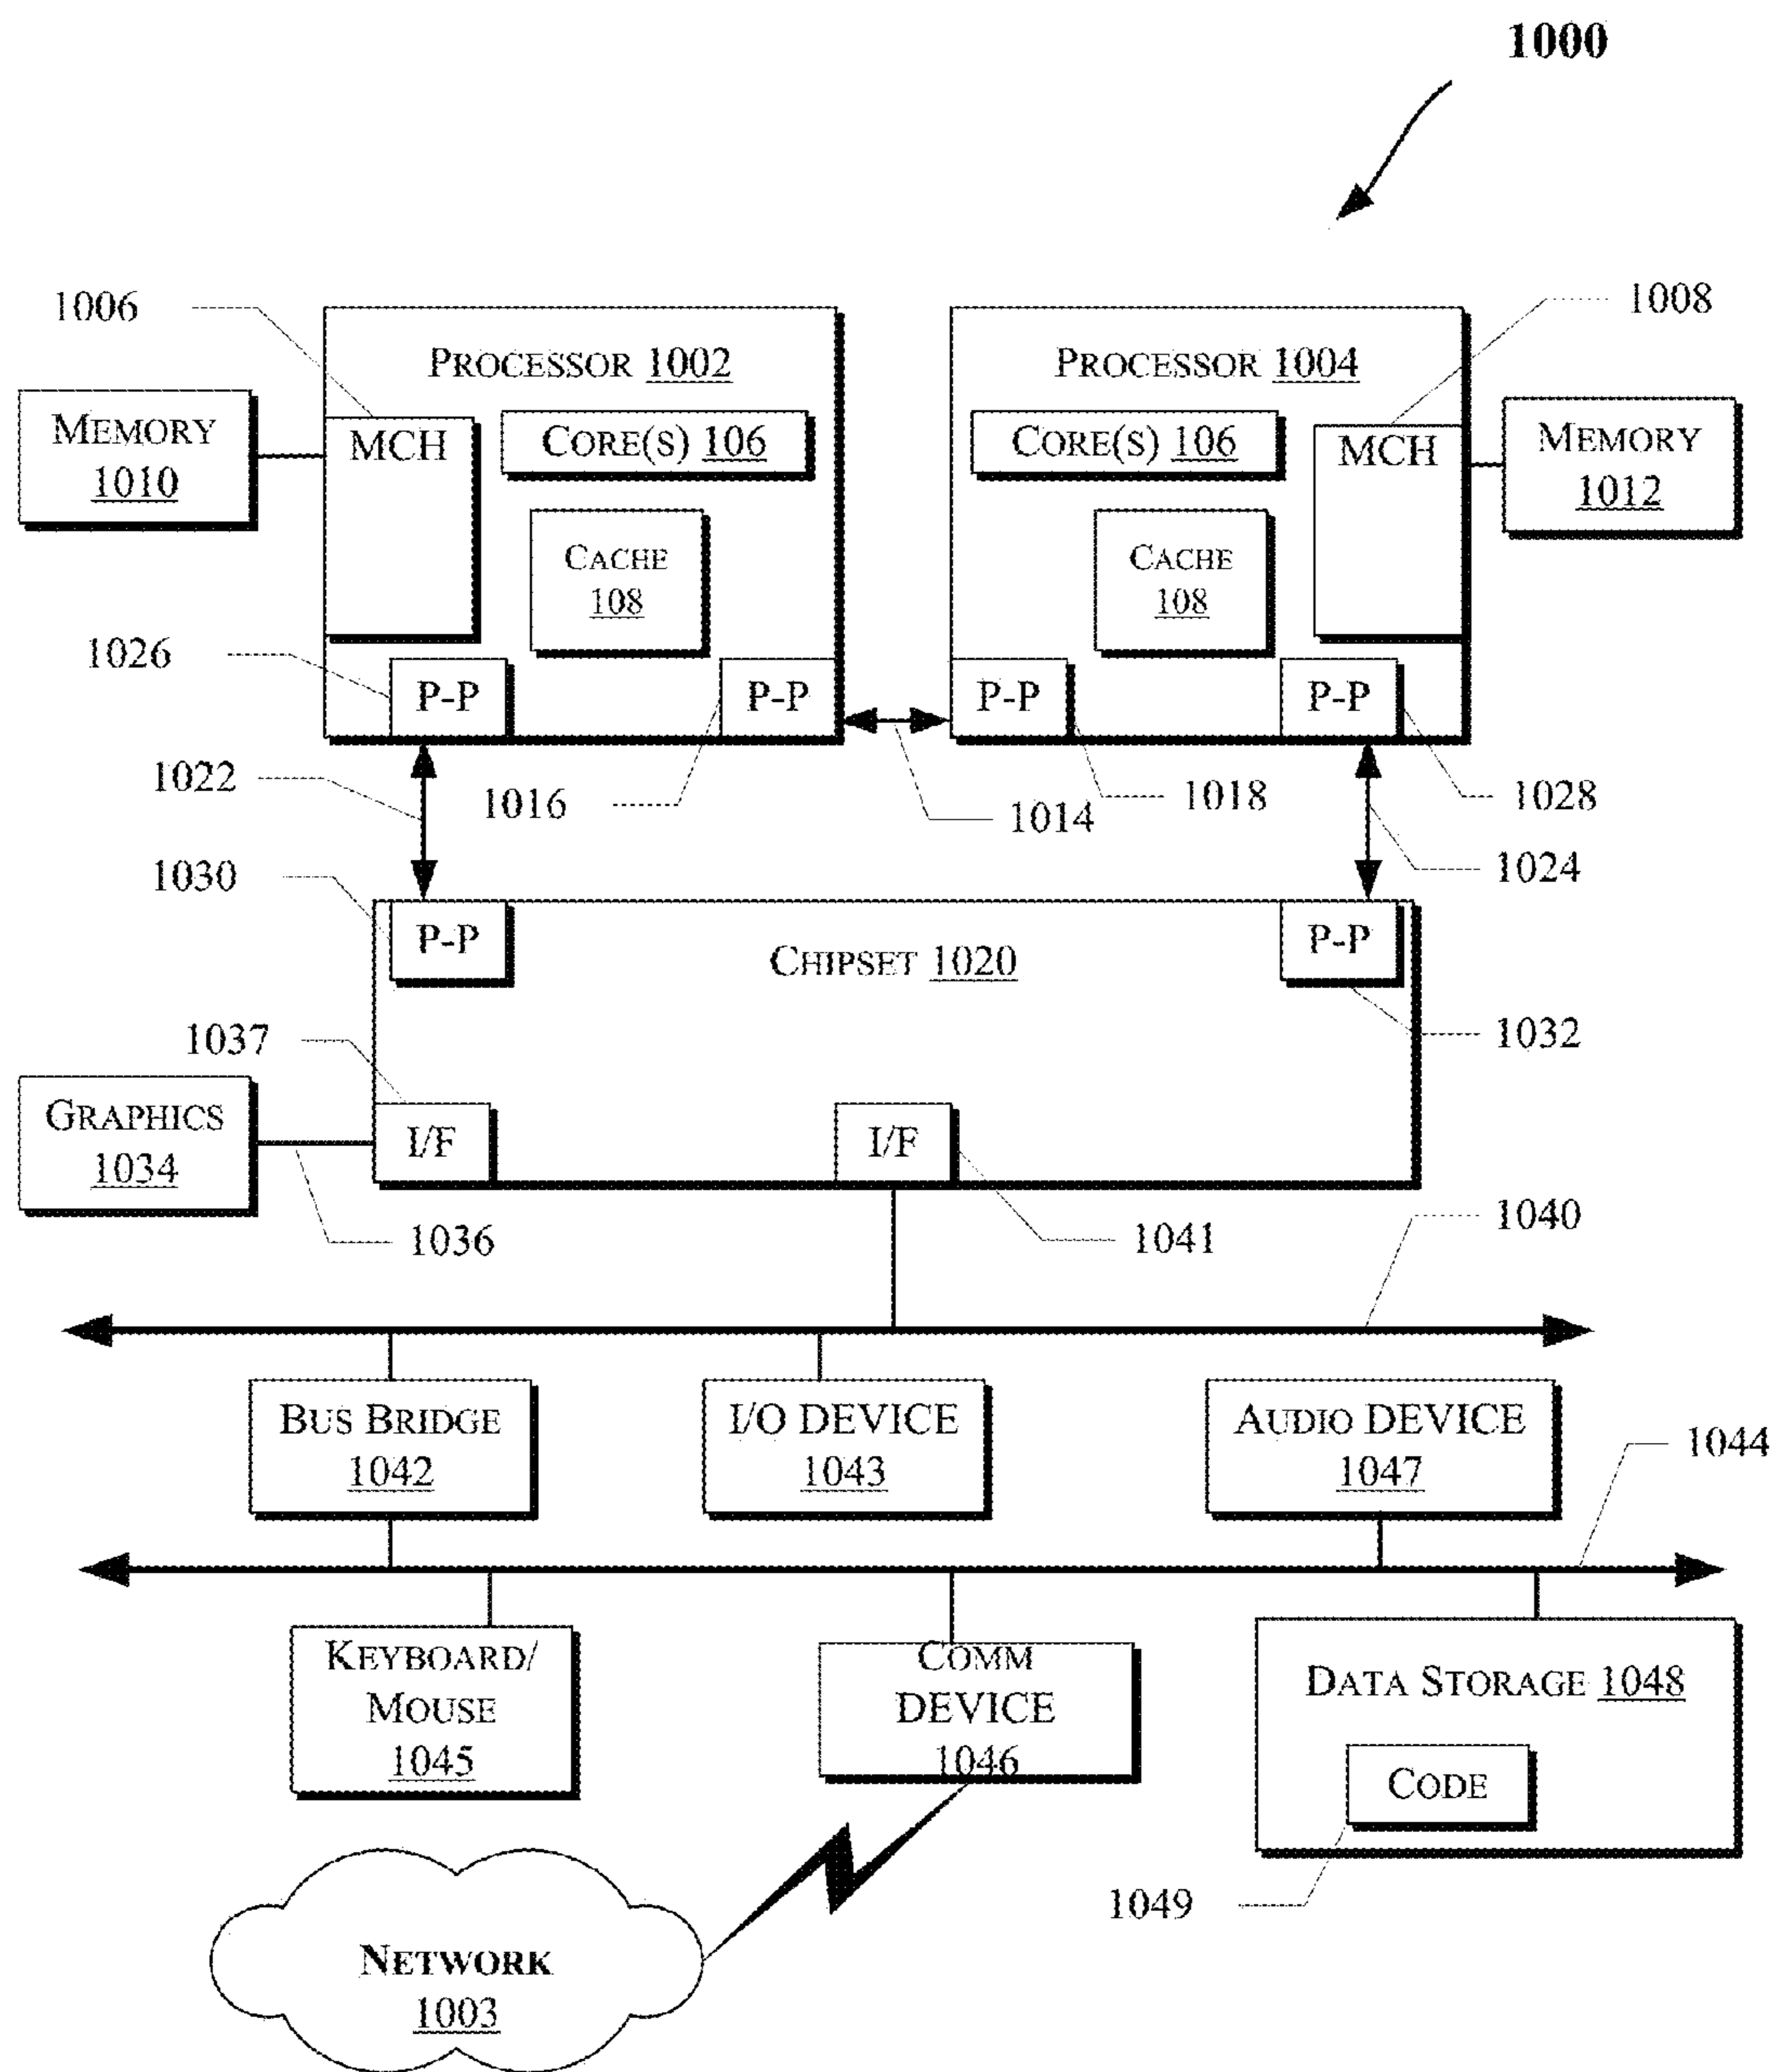 1000
1006
1008
PROCESSOR 1002
PROCESSOR 1004
MEMORY
1010
MCH
CORE(S) 106
CORE(S) 106
MCH
MEMORY
1012
CACHE
108
CACHE
108
1026
P-P
P-P
P-P
P-P
1022
1016
1014
1018
1028
1030
1024
P-P
CHIPSET 1020
P-P
1037
1032
GRAPHICS
1034
I/F
I/F
1036
1041
1040
BUS BRIDGE
1042
I/O DEVICE
1043
AUDIO DEVICE
1047
1044
KEYBOARD/
MOUSE
1045
COMM
DEVICE
1046
DATA STORAGE 1048
CODE
1049
NETWORK
1003